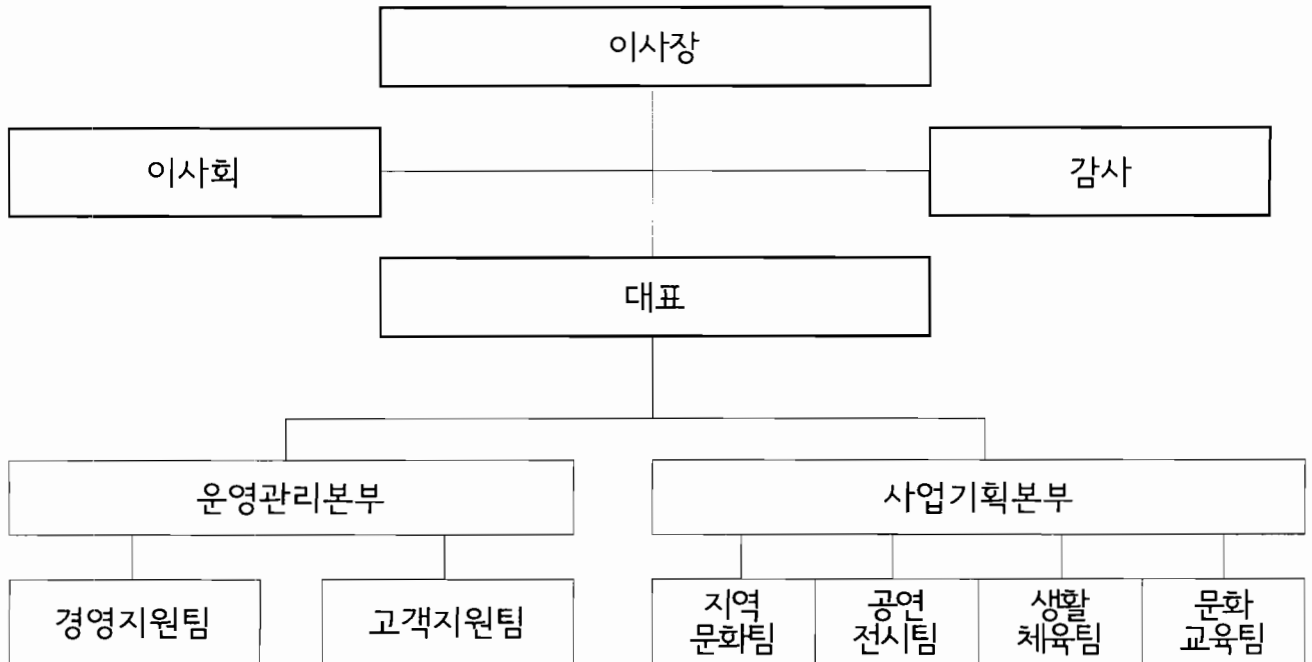 이사장
이사회
감사
대표
운영관리본부
사업기획본부
경영지원팀
고객지원팀
지역
문화팀
공연
전시팀
생활
체육팀
문화
교육팀